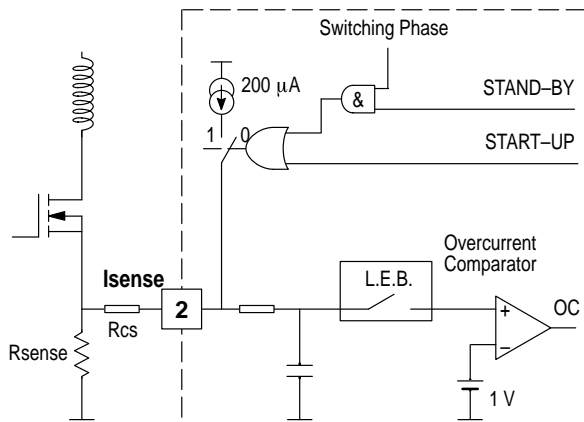 Switching Phase
200 µA
STAND–BY
&
1 0
START–UP
Overcurrent
Comparator
L.E.B.
Isense
2
+
OC
Rcs
–
Rsense
1 V